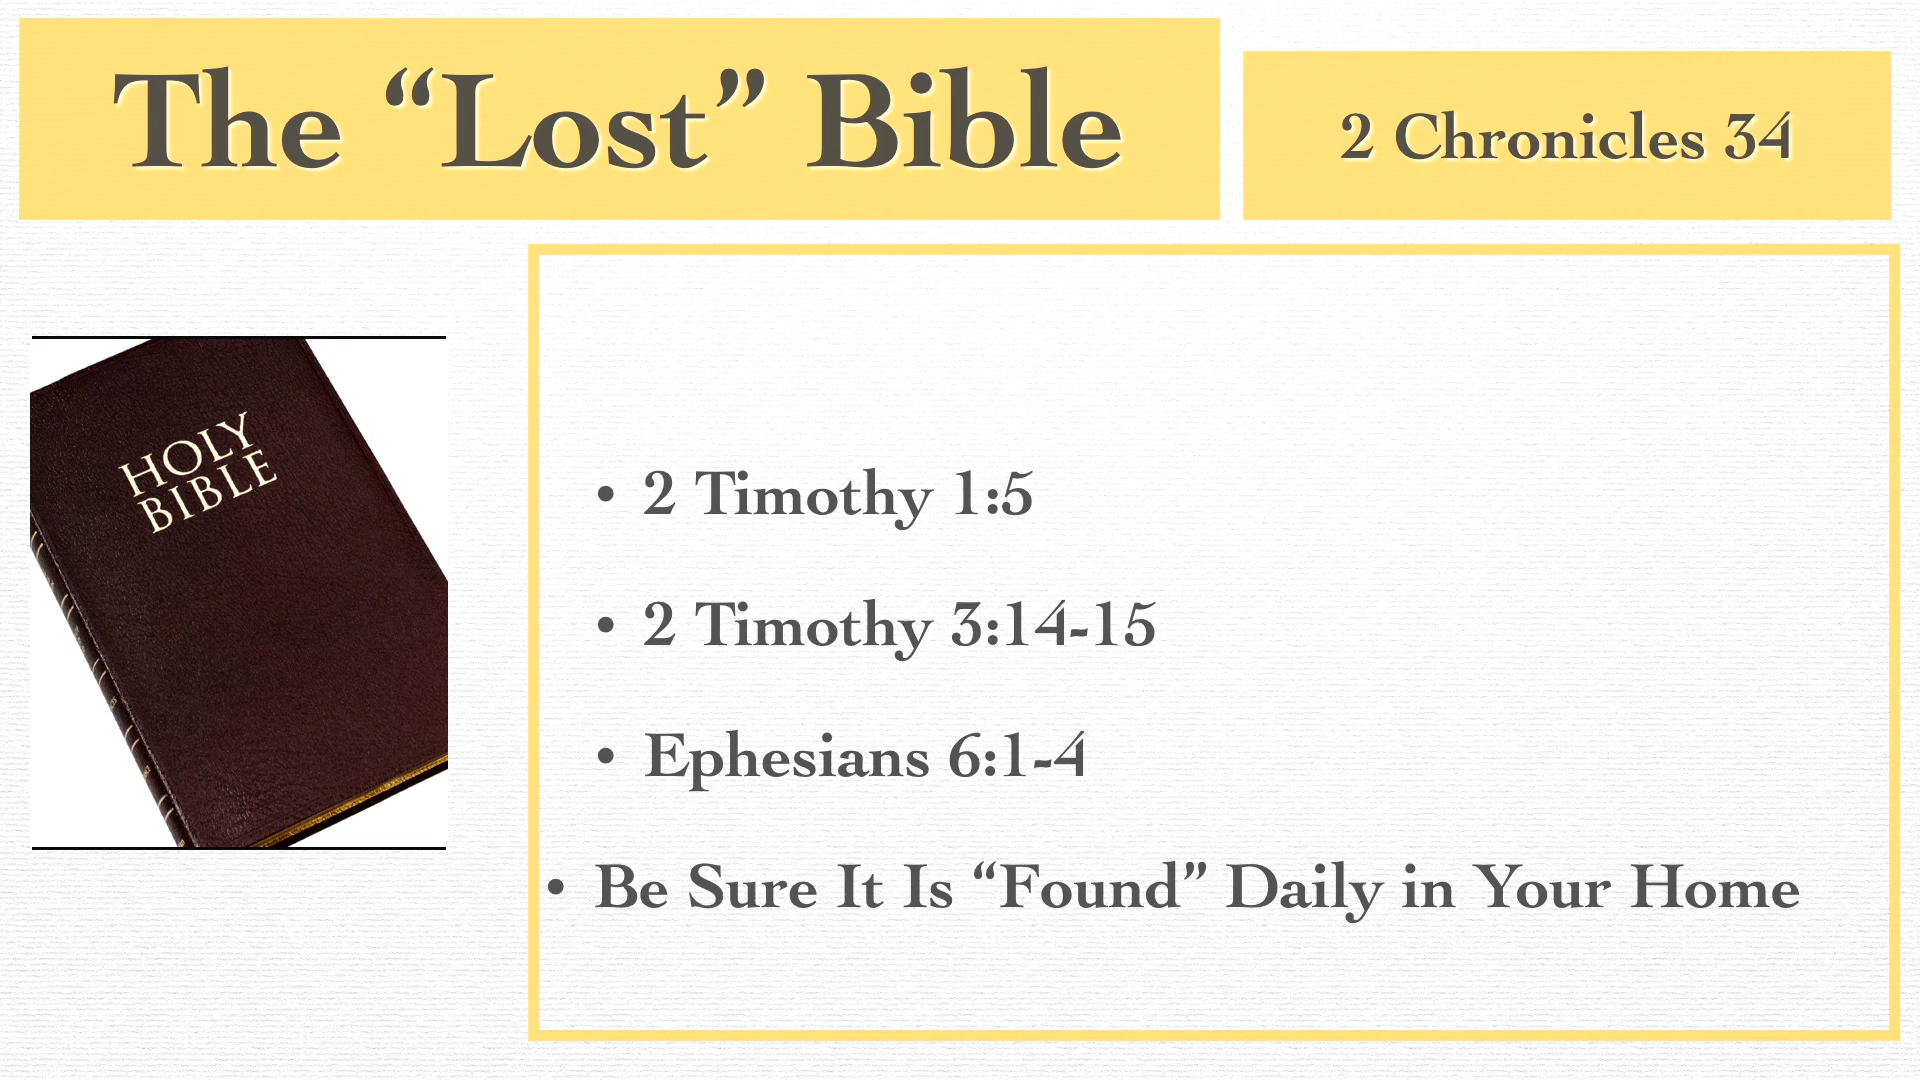 The “Lost” Bible
2 Chronicles 34
HOLY
BIBLE
• 2 Timothy 1:5
• 2 Timothy 3:14-15
• Ephesians 6:1-4
• Be Sure It Is “Found” Daily in Your Home